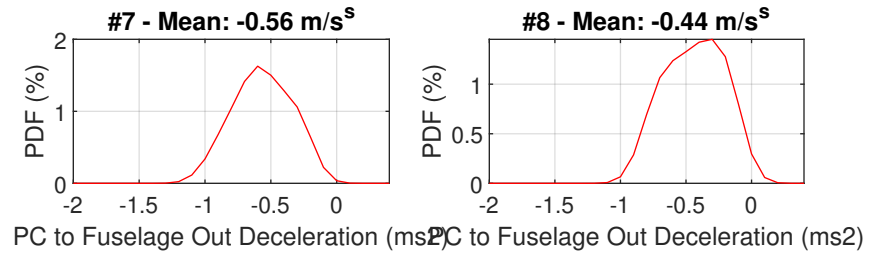 #7 - Mean: -0.56 m/s^s
#8 - Mean: -0.44 m/s^s
PDF (%)
2
1
0
-2 -1.5 -1 -0.5 0
PC to Fuselage Out Deceleration (ms2)
PDF (%)
1
0.5
0
-2 -1.5 -1 -0.5 0
PC to Fuselage Out Deceleration (ms2)